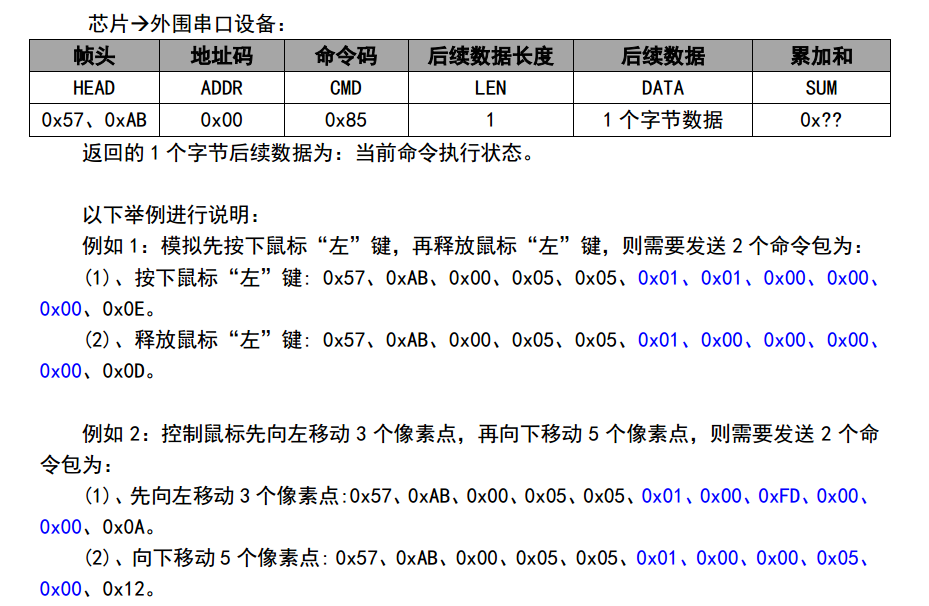 芯片→外围串口设备：
帧头 地址码 命令码 后续数据长度 后续数据 累加和
HEAD ADDR CMD LEN DATA SUM
0x57、0xAB 0x00 0x85 1 1个字节数据 0x??
返回的1个字节后续数据为：当前命令执行状态。
以下举例进行说明：
例如1：模拟先按下鼠标“左”键，再释放鼠标“左”键，则需要发送2个命令包为：
(1)、按下鼠标“左”键：0x57、0xAB、0x00、0x05、0x05、0x01、0x01、0x00、0x00、
0x00、0x0E。
(2)、释放鼠标“左”键：0x57、0xAB、0x00、0x05、0x05、0x01、0x00、0x00、0x00、
0x00、0x0D。
例如2：控制鼠标先向左移动3个像素点，再向下移动5个像素点，则需要发送2个命
令包为：
(1)、先向左移动3个像素点:0x57、0xAB、0x00、0x05、0x05、0x01、0x00、0xFD、0x00、
0x00、0x0A。
(2)、向下移动5个像素点：0x57、0xAB、0x00、0x05、0x05、0x01、0x00、0x00、0x05、
0x00、0x12。